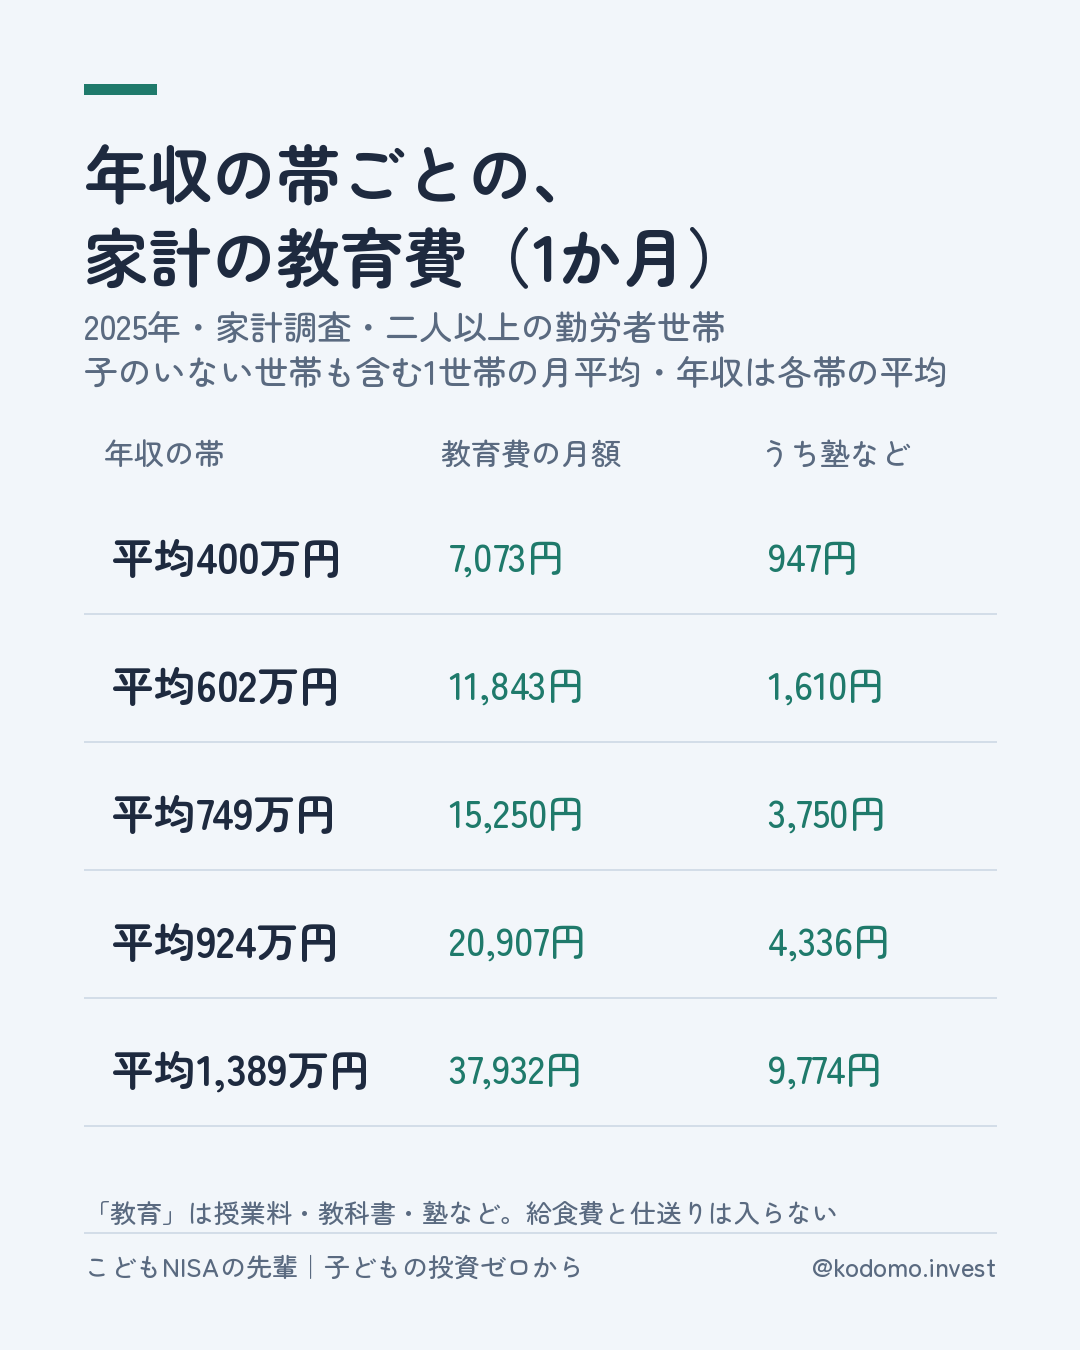 年収の帯ごとの、
家計の教育費（1か月）
2025年・家計調査・二人以上の勤労者世帯
子のいない世帯も含む1世帯の月平均・年収は各帯の平均
年収の帯 教育費の月額 うち塾など
平均400万円 7,073円 947円
平均602万円 11,843円 1,610円
平均749万円 15,250円 3,750円
平均924万円 20,907円 4,336円
平均1,389万円 37,932円 9,774円
「教育」は授業料・教科書・塾など。給食費と仕送りは入らない
こどもNISAの先輩｜子どもの投資ゼロから @kodomo.invest